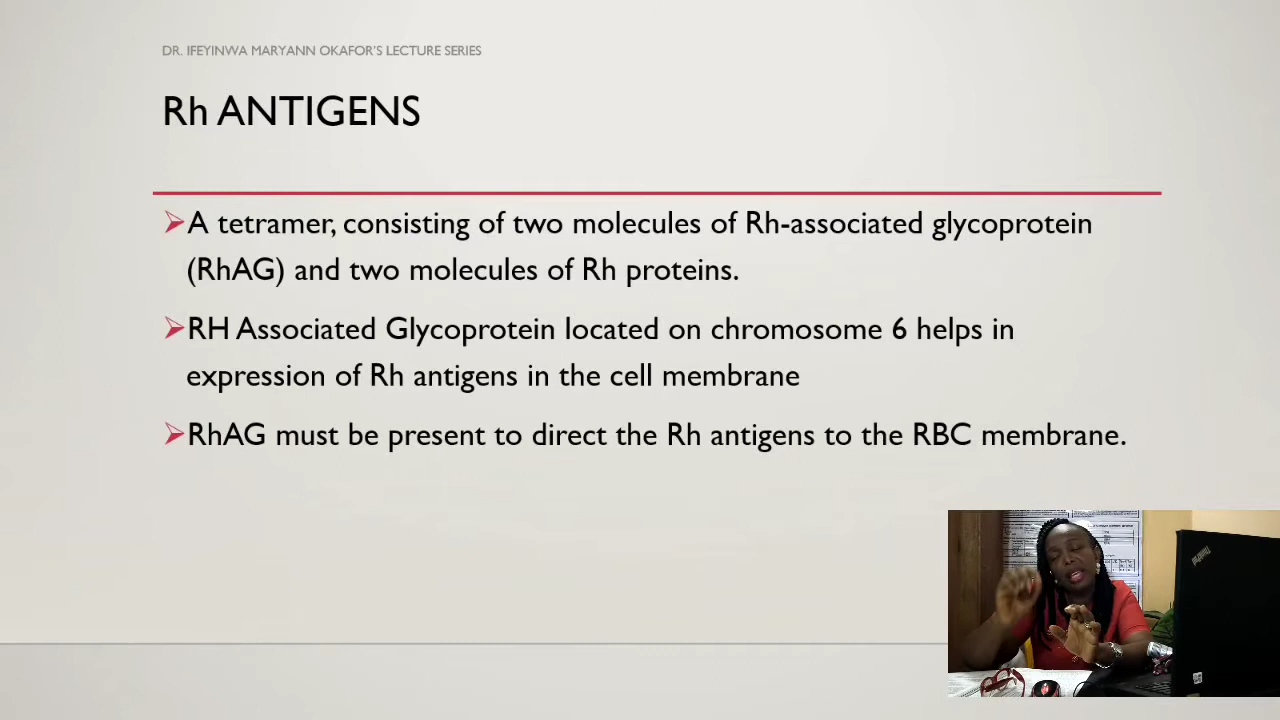 DR. IFEYINWA MARYANN OKAFOR'S LECTURE SERIES
Rh ANTIGENS
A tetramer, consisting of two molecules of Rh-associated glycoprotein
(RhAG) and two molecules of Rh proteins.
RH Associated Glycoprotein located on chromosome 6 helps in
expression of Rh antigens in the cell membrane
RhAG must be present to direct the Rh antigens to the RBC membrane.